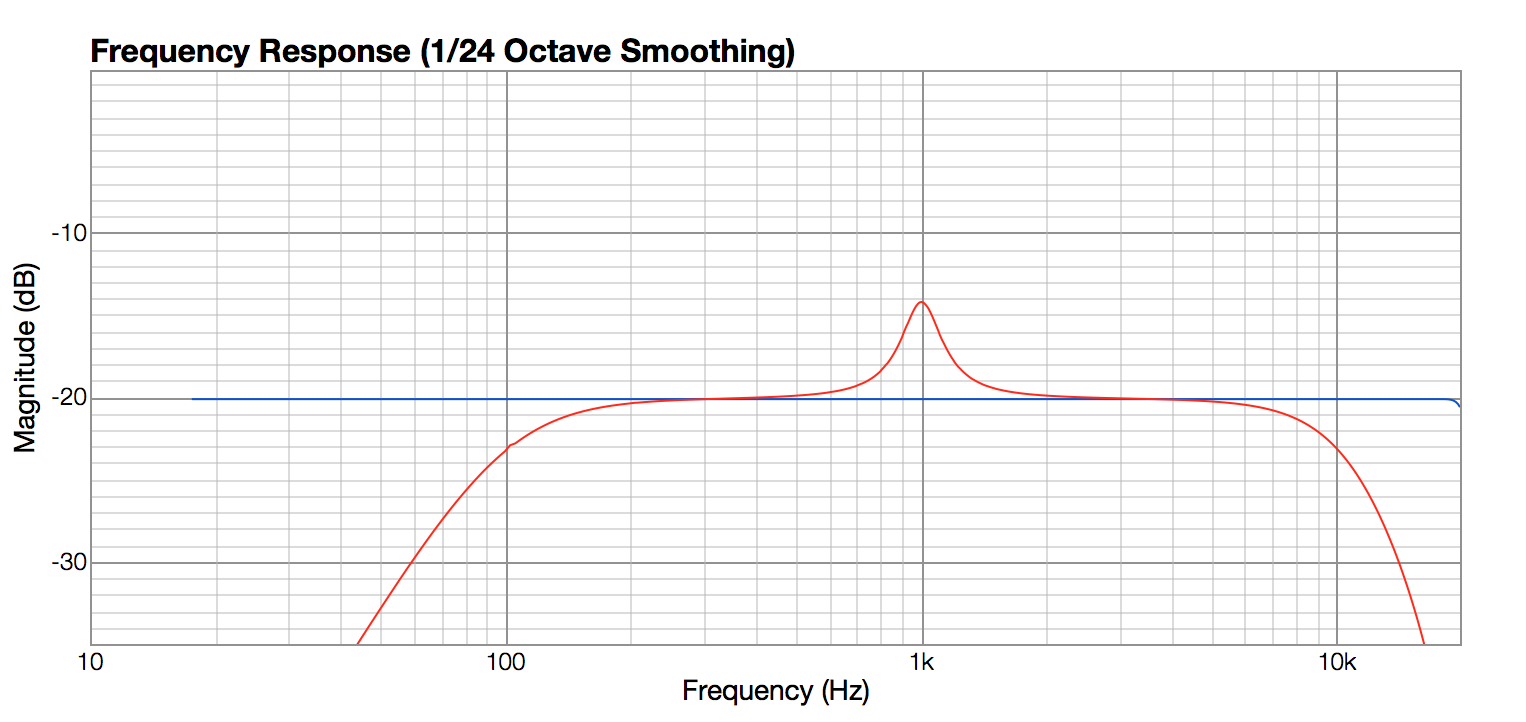 Frequency Response (1/24 Octave Smoothing)
-10
-20
-30
Magnitude (dB)
10 100 1k 10k
Frequency (Hz)